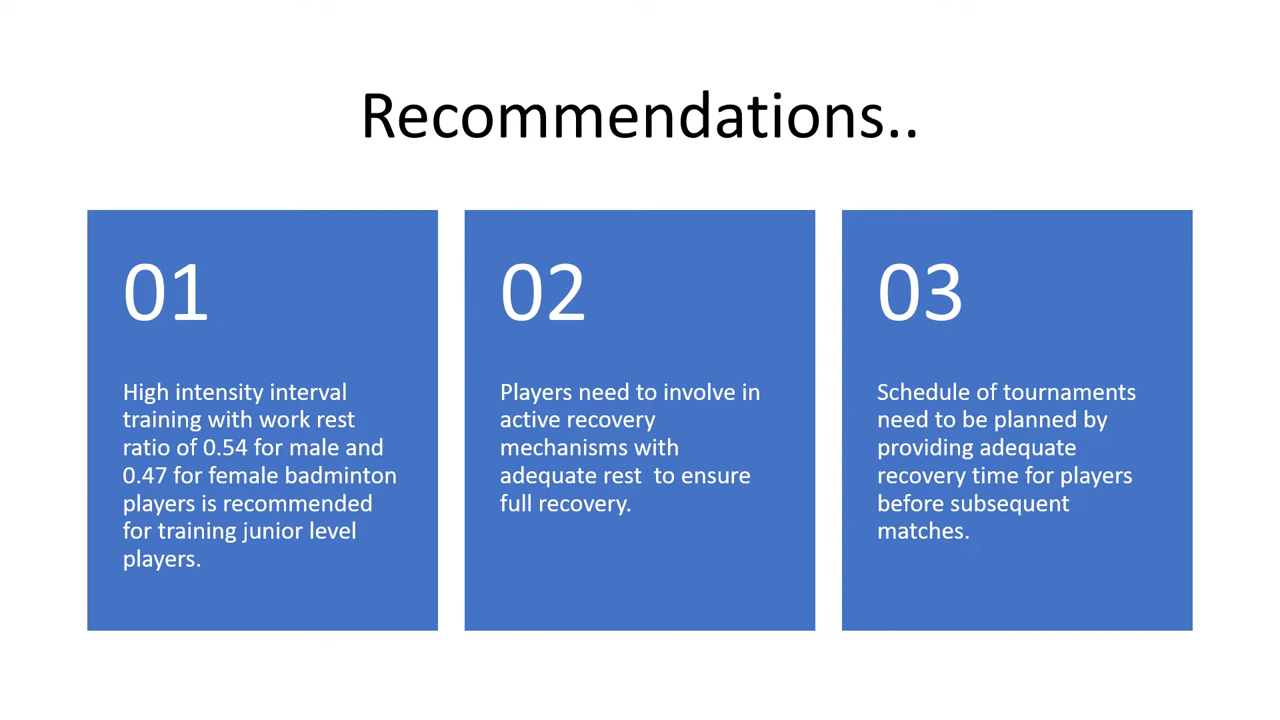 Recommendations..
01
High intensity interval
training with work rest
ratio of 0.54 for male and
0.47 for female badminton
players is recommended
for training junior level
players.
02
Players need to involve in
active recovery
mechanisms with
adequate rest  to ensure
full recovery.
03
Schedule of tournaments
need to be planned by
providing adequate
recovery time for players
before subsequent
matches.